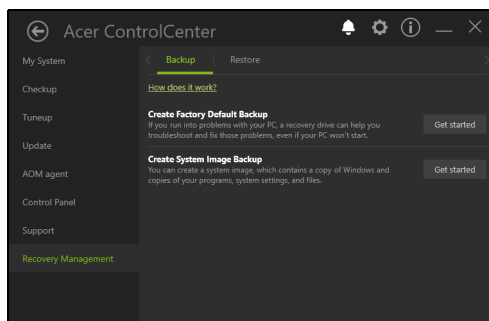 Acer ControlCenter
My System
Checkup
Tuneup
Update
AOM agent
Control Panel
Support
Recovery Management
Backup
Restore
How does it work?
Create Factory Default Backup
If you run into problems with your PC, a recovery drive can help you
troubleshoot and fix those problems, even if your PC won't start.
Get started
Create System Image Backup
You can create a system image, which contains a copy of Windows and
copies of your programs, system settings, and files.
Get started